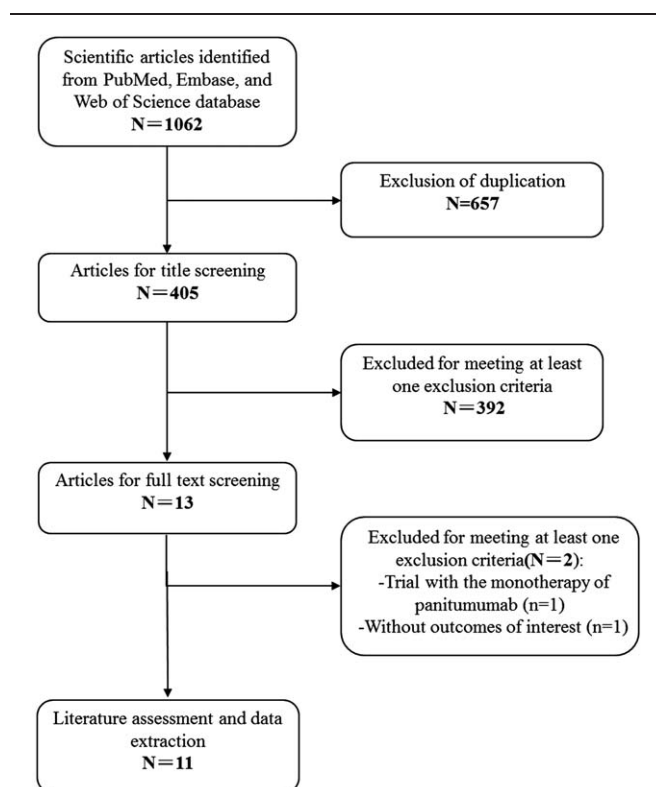 Scientific articles identified
from PubMed, Embase, and
Web of Science database
N＝1062
Exclusion of duplication
N=657
Articles for title screening
N＝405
Excluded for meeting at least
one exclusion criteria
N＝392
Articles for full text screening
N＝13
Excluded for meeting at least one
exclusion criteria(N＝2):
-Trial with the monotherapy of
panitumumab (n=1)
-Without outcomes of interest (n=1)
Literature assessment and data
extraction
N＝11